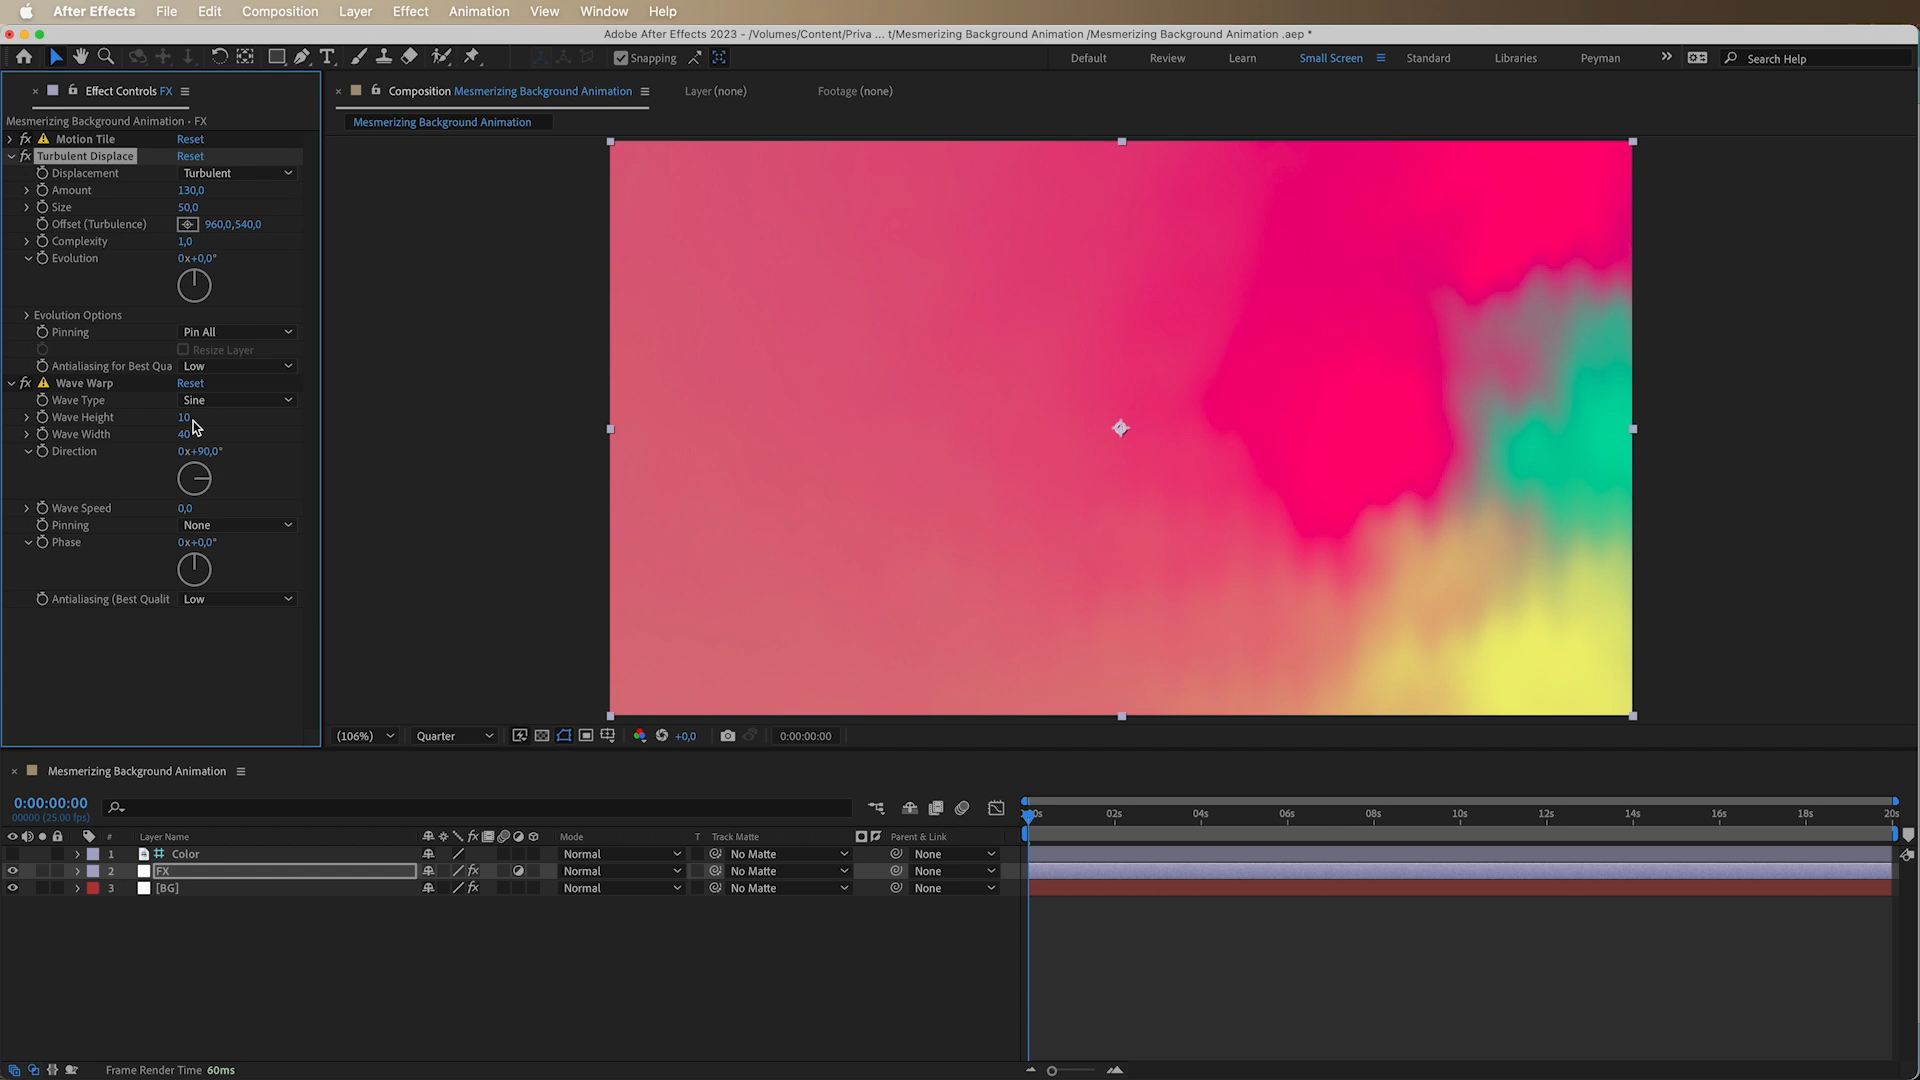 After Effects File Edit Composition Layer Effect Animation View Window Help
Adobe After Effects 2023 - /Volumes/Content/Priva ... t/Mesmerizing Background Animation /Mesmerizing Background Animation .aep *
Snapping Default Review Learn Small Screen Standard Libraries Peyman Search Help
Effect Controls FX
Composition Mesmerizing Background Animation Layer (none) Footage (none)
Mesmerizing Background Animation • FX
Mesmerizing Background Animation
fx Motion Tile Reset
fx Turbulent Displace Reset
Displacement Turbulent
Amount 130,0
Size 50,0
Offset (Turbulence) 960,0,540,0
Complexity 1,0
Evolution 0x+0,0°
Evolution Options
Pinning Pin All
Resize Layer
Antialiasing for Best Qua Low
fx Wave Warp Reset
Wave Type Sine
Wave Height 10
Wave Width 40
Direction 0x+90,0°
Wave Speed 0,0
Pinning None
Phase 0x+0,0°
Antialiasing (Best Qualit Low
(106%) Quarter +0,0 0:00:00:00
Mesmerizing Background Animation
0:00:00:00
00000 (25.00 fps)
0s 02s 04s 06s 08s 10s 12s 14s 16s 18s 20s
# Layer Name fx Mode T Track Matte Parent & Link
1 Color Normal No Matte None
2 FX fx Normal No Matte None
3 [BG] fx Normal No Matte None
Frame Render Time 60ms